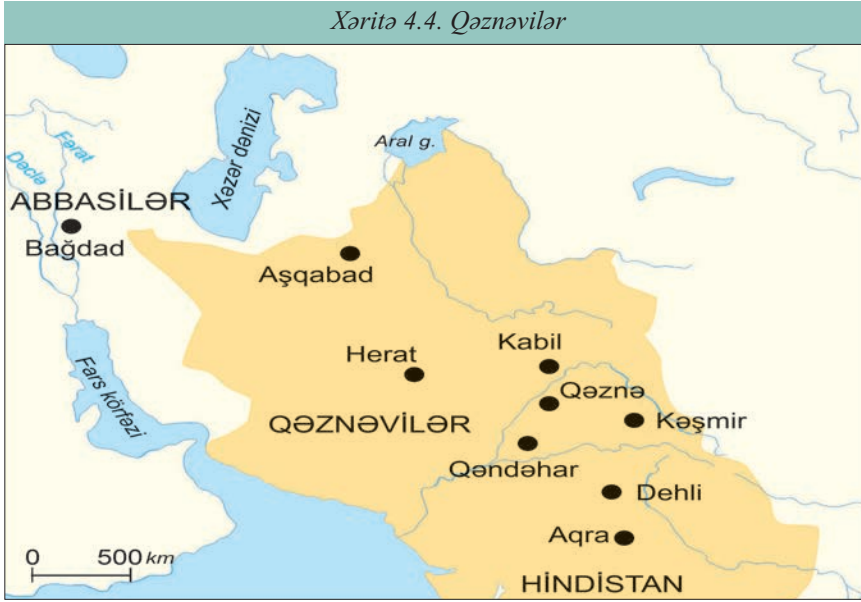 Xəritə 4.4. Qəznəvilər
Xəzər dənizi
Aral g.
Fərat
Dəclə
ABBASİLƏR
Bağdad
Aşqabad
Herat
Kabil
Qəznə
Fars körfəzi
QƏZNƏVİLƏR
Kəşmir
Qəndəhar
Dehli
Aqra
0 500 km
HİNDİSTAN